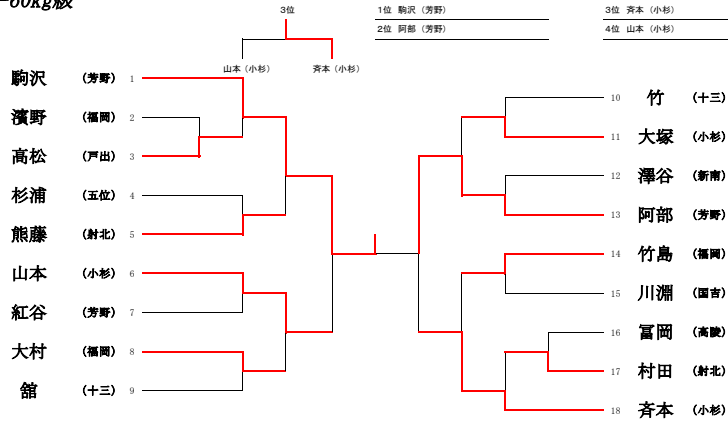 -60kg級
3位
1位 駒沢（芳野）
2位 阿部（芳野）
3位 斉本（小杉）
4位 山本（小杉）
山本（小杉）
斉本（小杉）
駒沢 （芳野） 1
濱野 （福岡） 2
高松 （戸出） 3
杉浦 （五位） 4
熊藤 （射北） 5
山本 （小杉） 6
紅谷 （芳野） 7
大村 （福岡） 8
舘 （十三） 9
10 竹 （十三）
11 大塚 （小杉）
12 澤谷 （新南）
13 阿部 （芳野）
14 竹島 （福岡）
15 川淵 （国吉）
16 冨岡 （高陵）
17 村田 （射北）
18 斉本 （小杉）